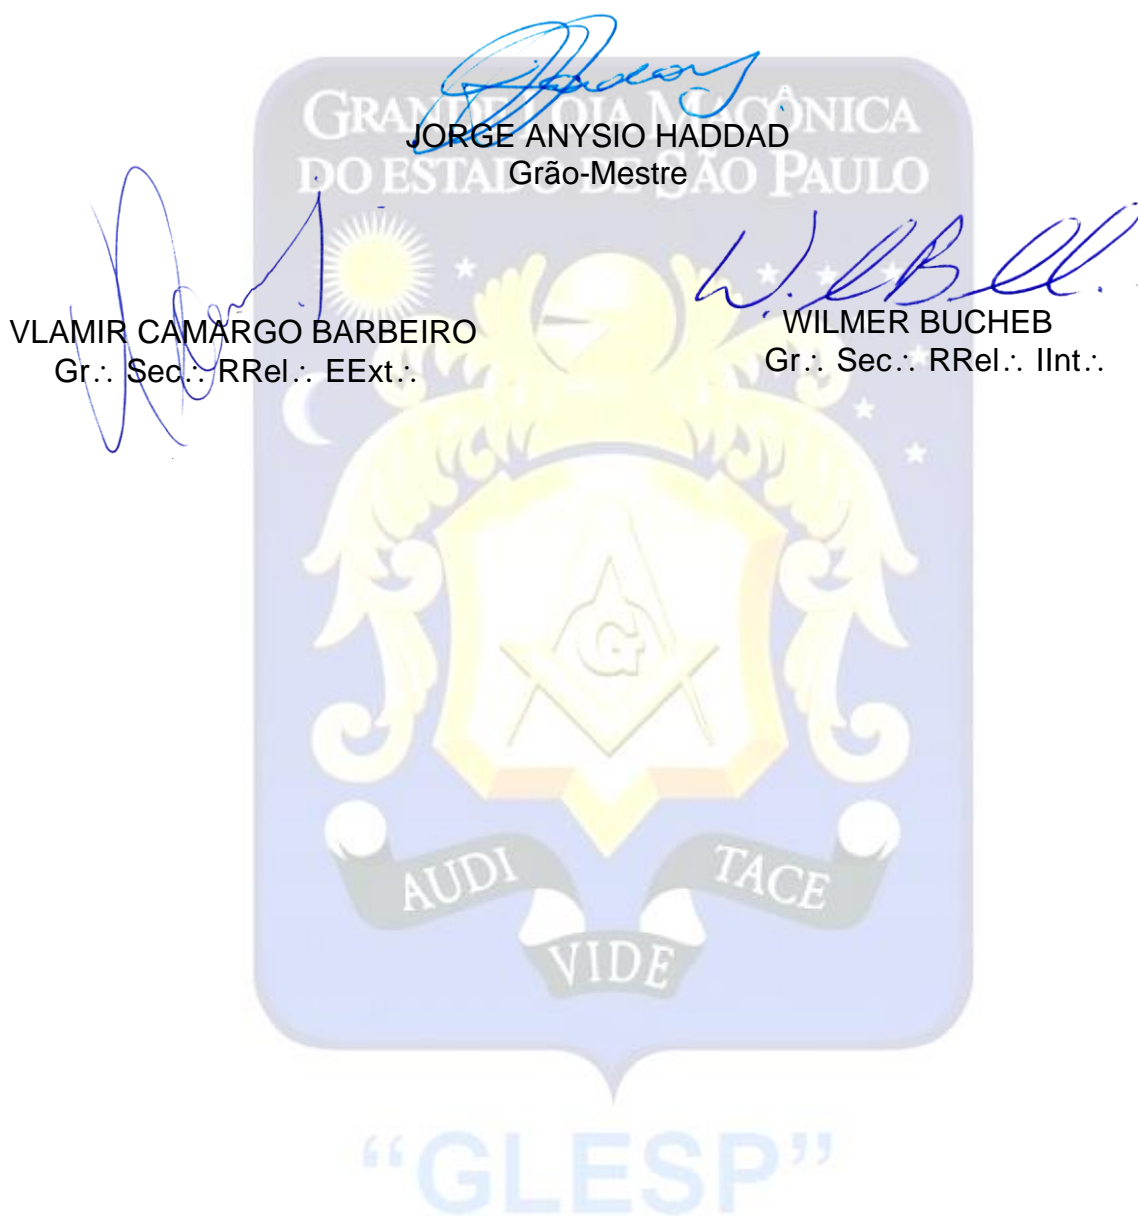 GRANDE LOJA MAÇÔNICA
DO ESTADO DE SÃO PAULO
JORGE ANYSIO HADDAD
Grão-Mestre
VLAMIR CAMARGO BARBEIRO
Gr∴ Sec∴ RRel∴ EExt∴
WILMER BUCHEB
Gr∴ Sec∴ RRel∴ IInt∴
G
AUDI
VIDE
TACE
“GLESP”